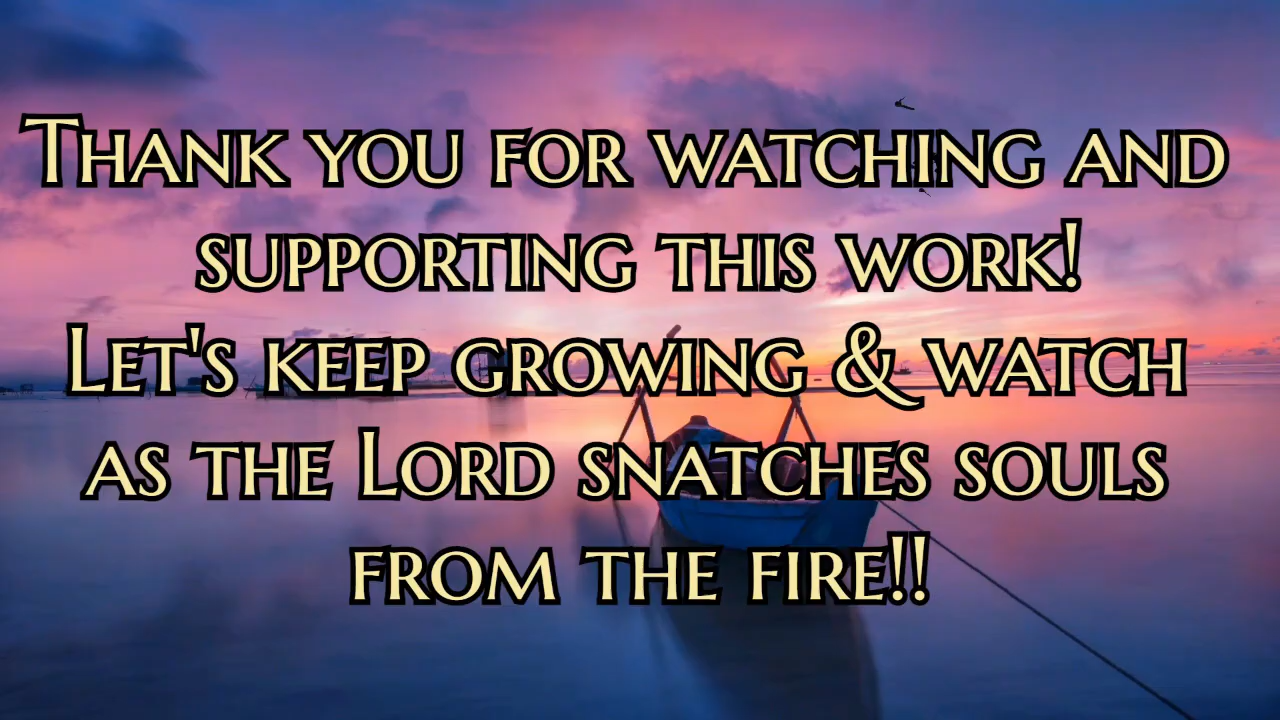 Thank you for watching and
supporting this work!
Let's keep growing & watch
as the Lord snatches souls
from the fire!!